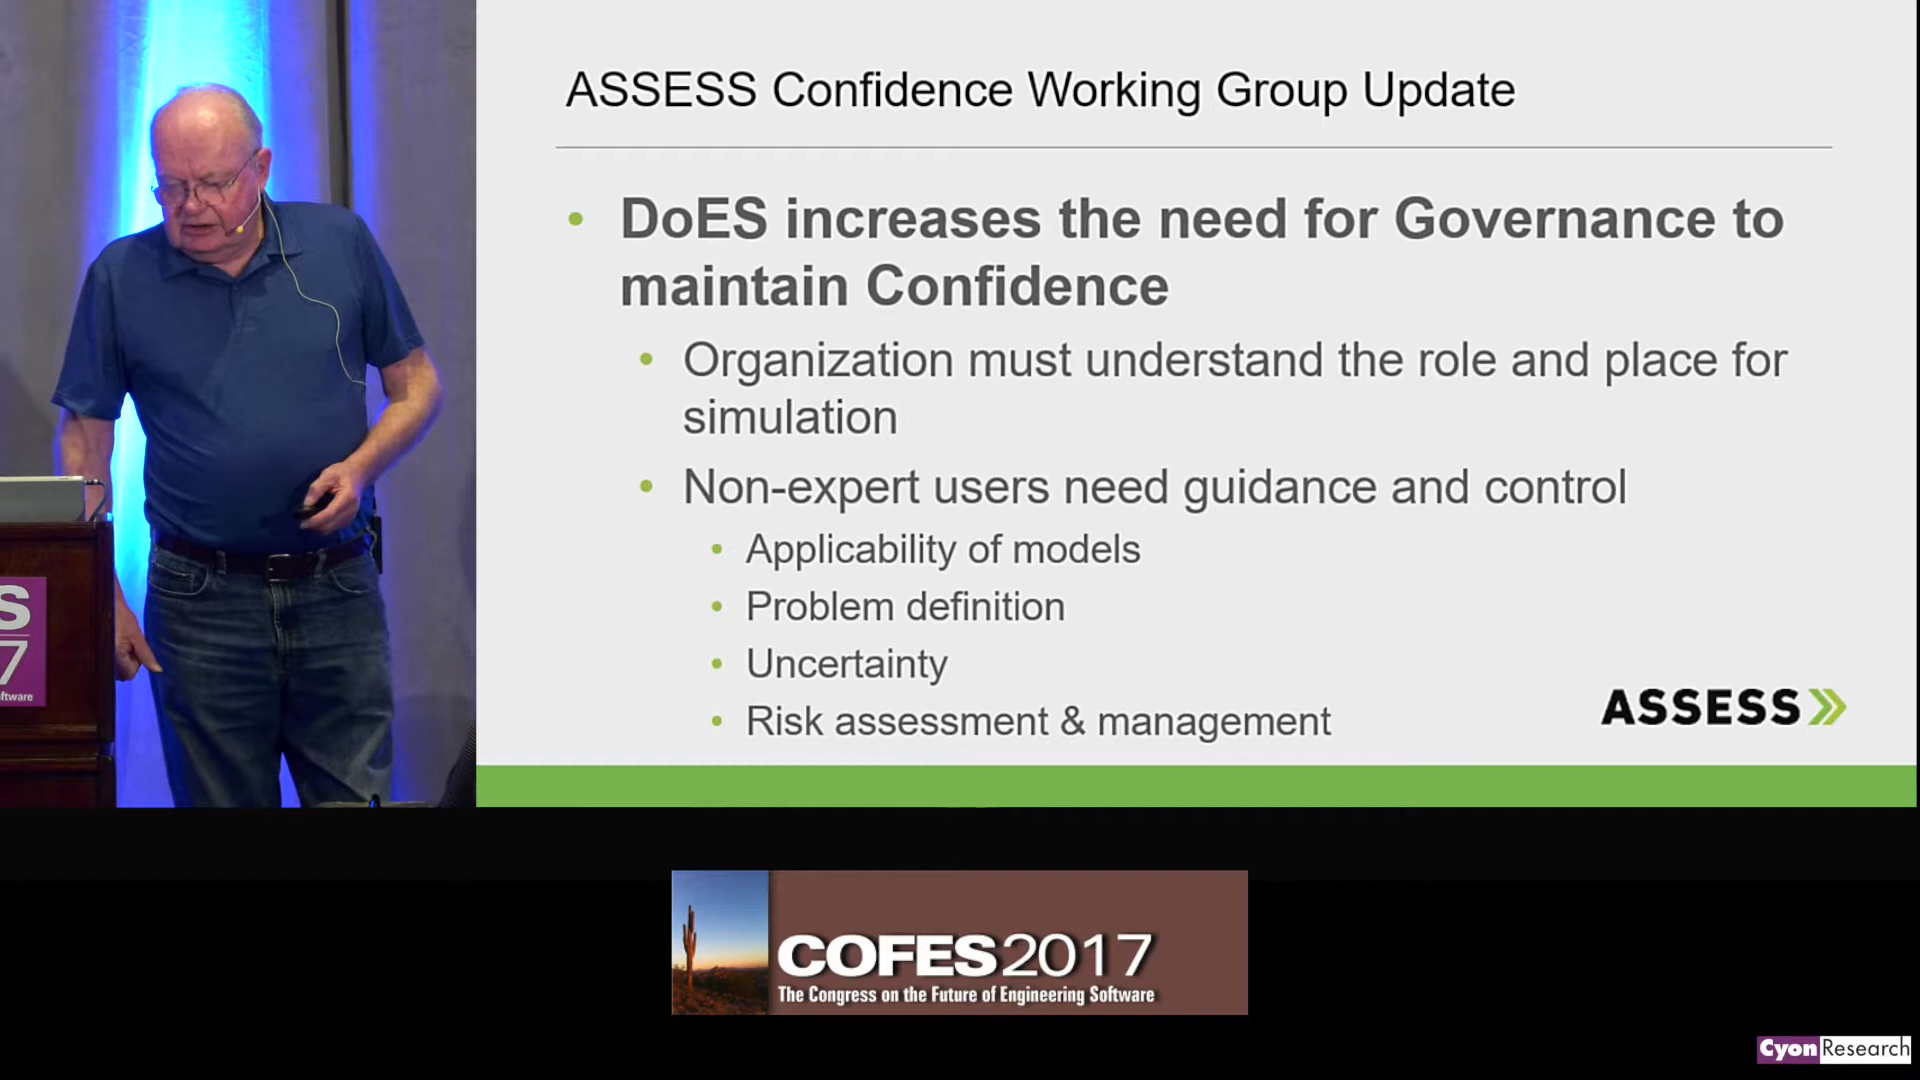 ASSESS Confidence Working Group Update
• DoES increases the need for Governance to
maintain Confidence
• Organization must understand the role and place for
simulation
• Non-expert users need guidance and control
• Applicability of models
• Problem definition
• Uncertainty
• Risk assessment & management
ASSESS
S
7
ftware
COFES2017
The Congress on the Future of Engineering Software
CyonResearch